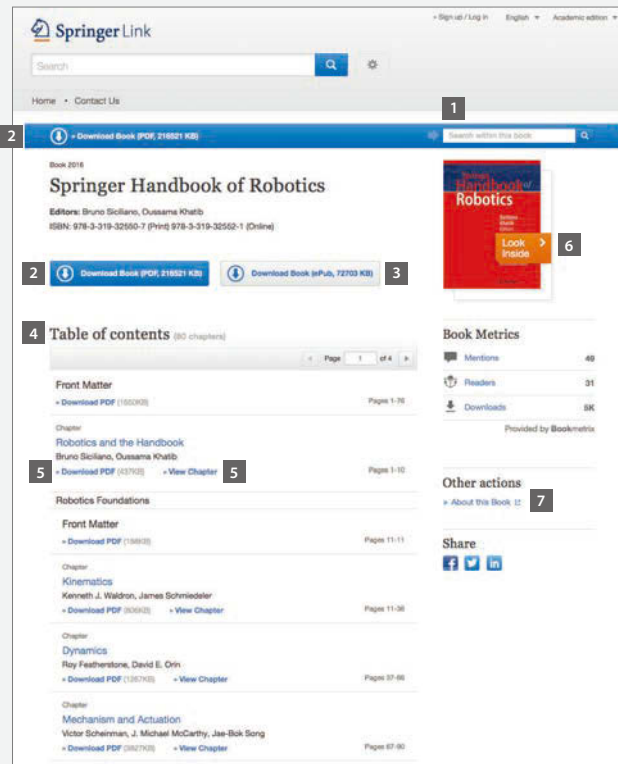 » Sign up / Log in English Academic edition
Springer Link
Search
Home • Contact Us
1
2
» Download Book (PDF, 216521 KB)
Search within this book
Book 2016
Springer Handbook of Robotics
Editors: Bruno Siciliano, Oussama Khatib
ISBN: 978-3-319-32550-7 (Print) 978-3-319-32552-1 (Online)
Springer
Handbook of
Robotics
Siciliano
Khatib
Look
Inside
6
2
Download Book (PDF, 216521 KB)
Download Book (ePub, 72703 KB)
3
4
Table of contents (80 chapters)
Page 1 of 4
Front Matter
» Download PDF (1550KB) Pages 1-76
Chapter
Robotics and the Handbook
Bruno Siciliano, Oussama Khatib
5
» Download PDF (437KB) » View Chapter
5
Pages 1-10
Robotics Foundations
Front Matter
» Download PDF Pages 11-11
Chapter
Kinematics
Kenneth J. Waldron, James Schmiedeler
» Download PDF » View Chapter Pages 11-36
Chapter
Dynamics
Roy Featherstone, David E. Orin
» Download PDF » View Chapter Pages 37-66
Chapter
Mechanism and Actuation
Victor Scheinman, J. Michael McCarthy, Jae-Bok Song
» Download PDF » View Chapter Pages 67-90
Book Metrics
Mentions 49
Readers 31
Downloads 5K
Provided by Bookmetrix
Other actions
» About this Book
7
Share